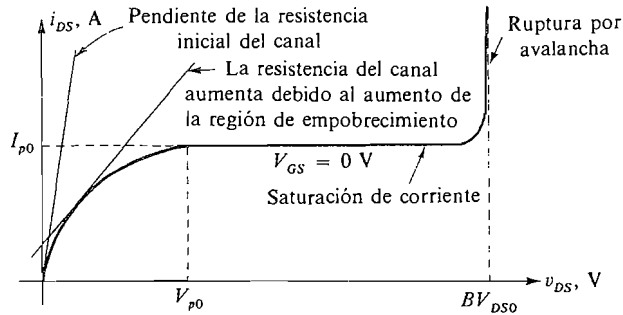 i_DS, A
Pendiente de la resistencia
inicial del canal
La resistencia del canal
aumenta debido al aumento de
la región de empobrecimiento
Ruptura por
avalancha
I_p0
V_GS = 0 V
Saturación de corriente
V_p0
BV_DS0
v_DS, V